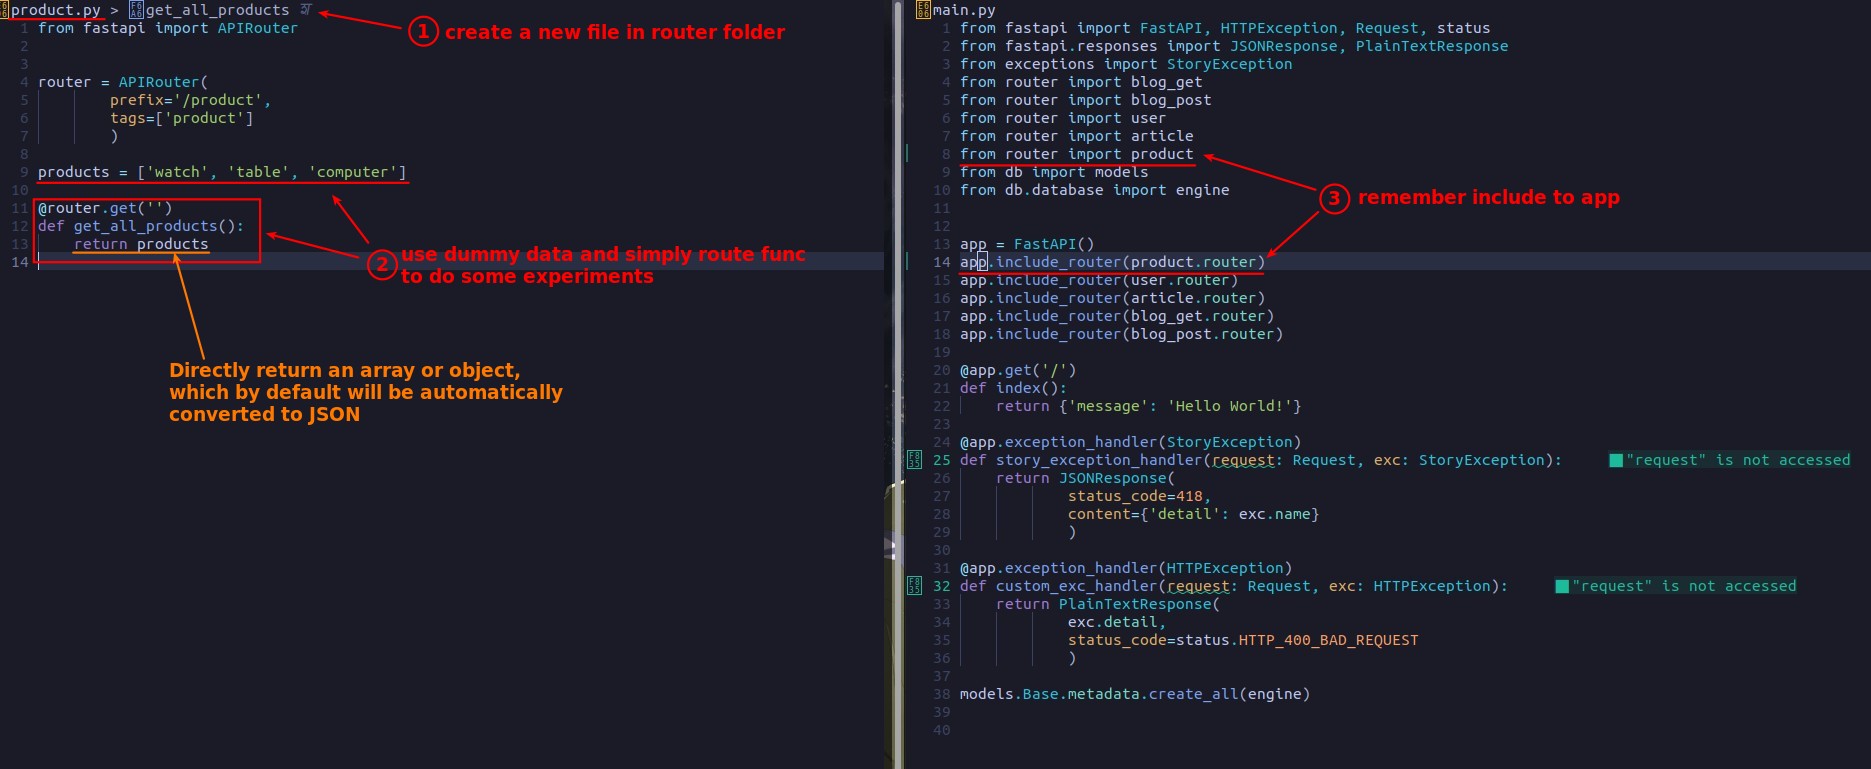 product.py > get_all_products
1 from fastapi import APIRouter
2
3
4 router = APIRouter(
5 prefix='/product',
6 tags=['product']
7 )
8
9 products = ['watch', 'table', 'computer']
10
11 @router.get('')
12 def get_all_products():
13 return products
14
1 create a new file in router folder
2 use dummy data and simply route func
to do some experiments
Directly return an array or object,
which by default will be automatically
converted to JSON
main.py
1 from fastapi import FastAPI, HTTPException, Request, status
2 from fastapi.responses import JSONResponse, PlainTextResponse
3 from exceptions import StoryException
4 from router import blog_get
5 from router import blog_post
6 from router import user
7 from router import article
8 from router import product
9 from db import models
10 from db.database import engine
11
12
13 app = FastAPI()
14 app.include_router(product.router)
15 app.include_router(user.router)
16 app.include_router(article.router)
17 app.include_router(blog_get.router)
18 app.include_router(blog_post.router)
19
20 @app.get('/')
21 def index():
22 return {'message': 'Hello World!'}
23
24 @app.exception_handler(StoryException)
25 def story_exception_handler(request: Request, exc: StoryException): "request" is not accessed
26 return JSONResponse(
27 status_code=418,
28 content={'detail': exc.name}
29 )
30
31 @app.exception_handler(HTTPException)
32 def custom_exc_handler(request: Request, exc: HTTPException): "request" is not accessed
33 return PlainTextResponse(
34 exc.detail,
35 status_code=status.HTTP_400_BAD_REQUEST
36 )
37
38 models.Base.metadata.create_all(engine)
39
40
3 remember include to app